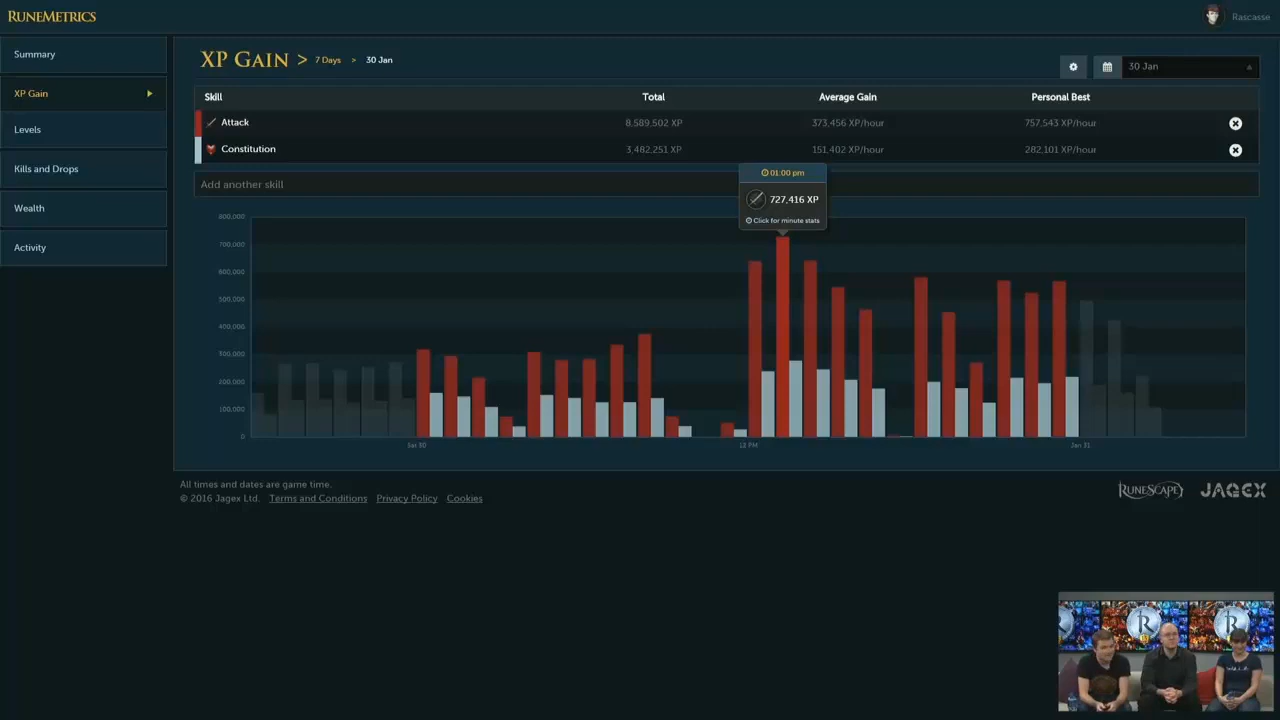 RUNEMETRICS
Rascasse
Summary
XP Gain
Levels
Kills and Drops
Wealth
Activity
XP GAIN > 7 Days > 30 Jan
30 Jan
Skill Total Average Gain Personal Best
Attack 8,589,502 XP 373,456 XP/hour 757,543 XP/hour
Constitution 3,482,251 XP 151,402 XP/hour 282,101 XP/hour
Add another skill
01:00 pm
727,416 XP
Click for minute stats
800,000
700,000
600,000
500,000
400,000
300,000
200,000
100,000
0
Sat 30 12 PM Jan 31
All times and dates are game time.
© 2016 Jagex Ltd. Terms and Conditions Privacy Policy Cookies
RUNESCAPE JAGEX